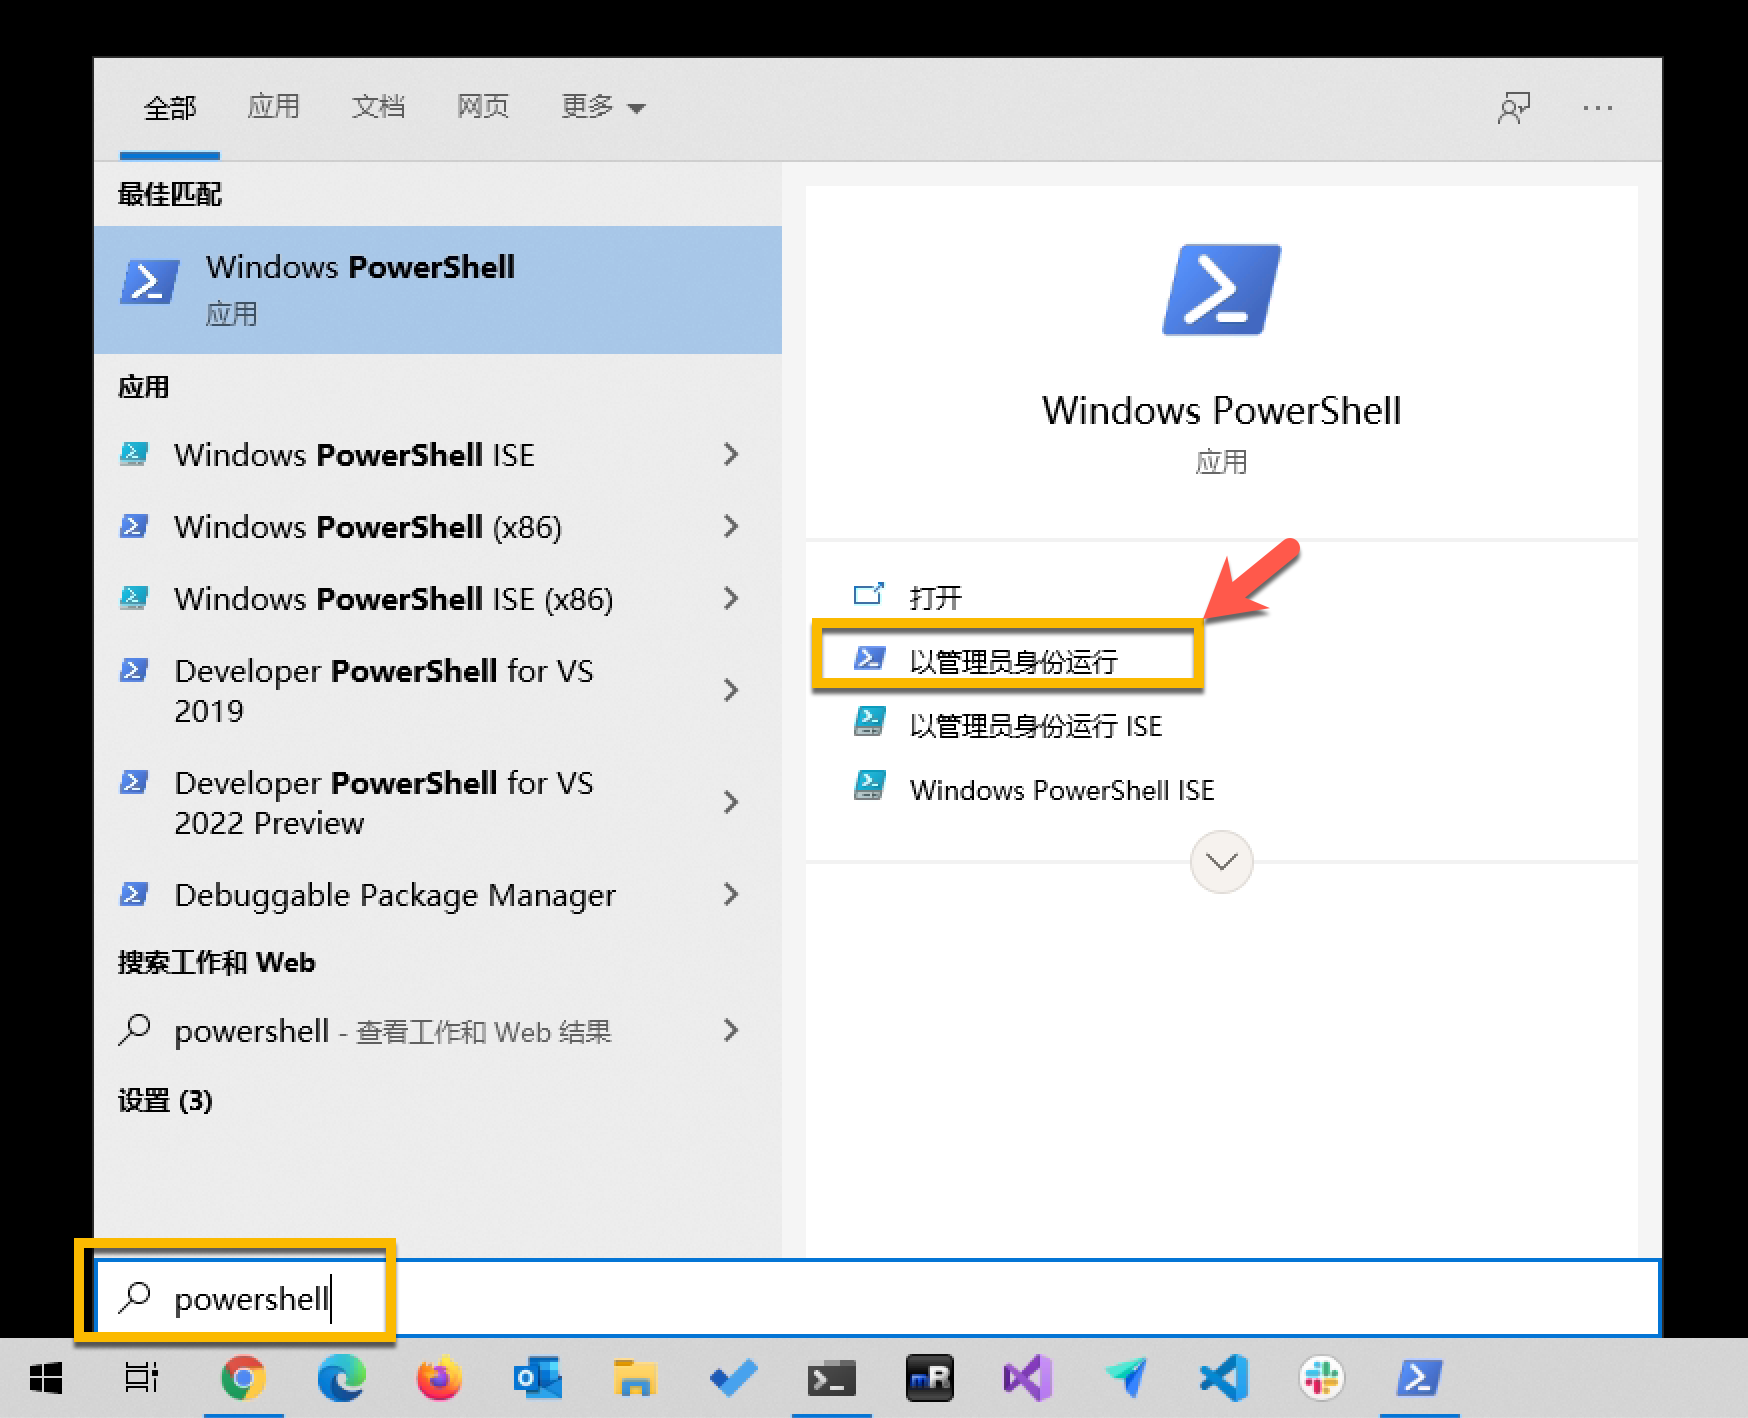 全部 应用 文档 网页 更多
最佳匹配
Windows PowerShell
应用
应用
Windows PowerShell ISE
Windows PowerShell (x86)
Windows PowerShell ISE (x86)
Developer PowerShell for VS
2019
Developer PowerShell for VS
2022 Preview
Debuggable Package Manager
搜索工作和 Web
powershell - 查看工作和 Web 结果
设置 (3)
Windows PowerShell
应用
打开
以管理员身份运行
以管理员身份运行 ISE
Windows PowerShell ISE
powershell
mR